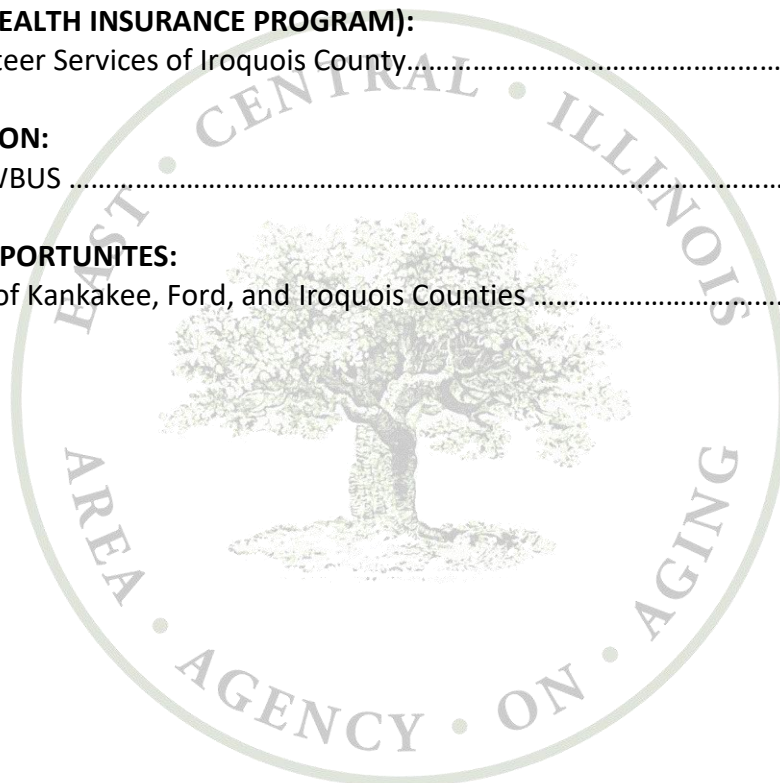 EALTH INSURANCE PROGRAM):
teer Services of Iroquois County................................................
ON:
VBUS ................................................................................
PORTUNITES:
of Kankakee, Ford, and Iroquois Counties ................................
EAST • CENTRAL • ILLINOIS
AREA • AGENCY • ON • AGING